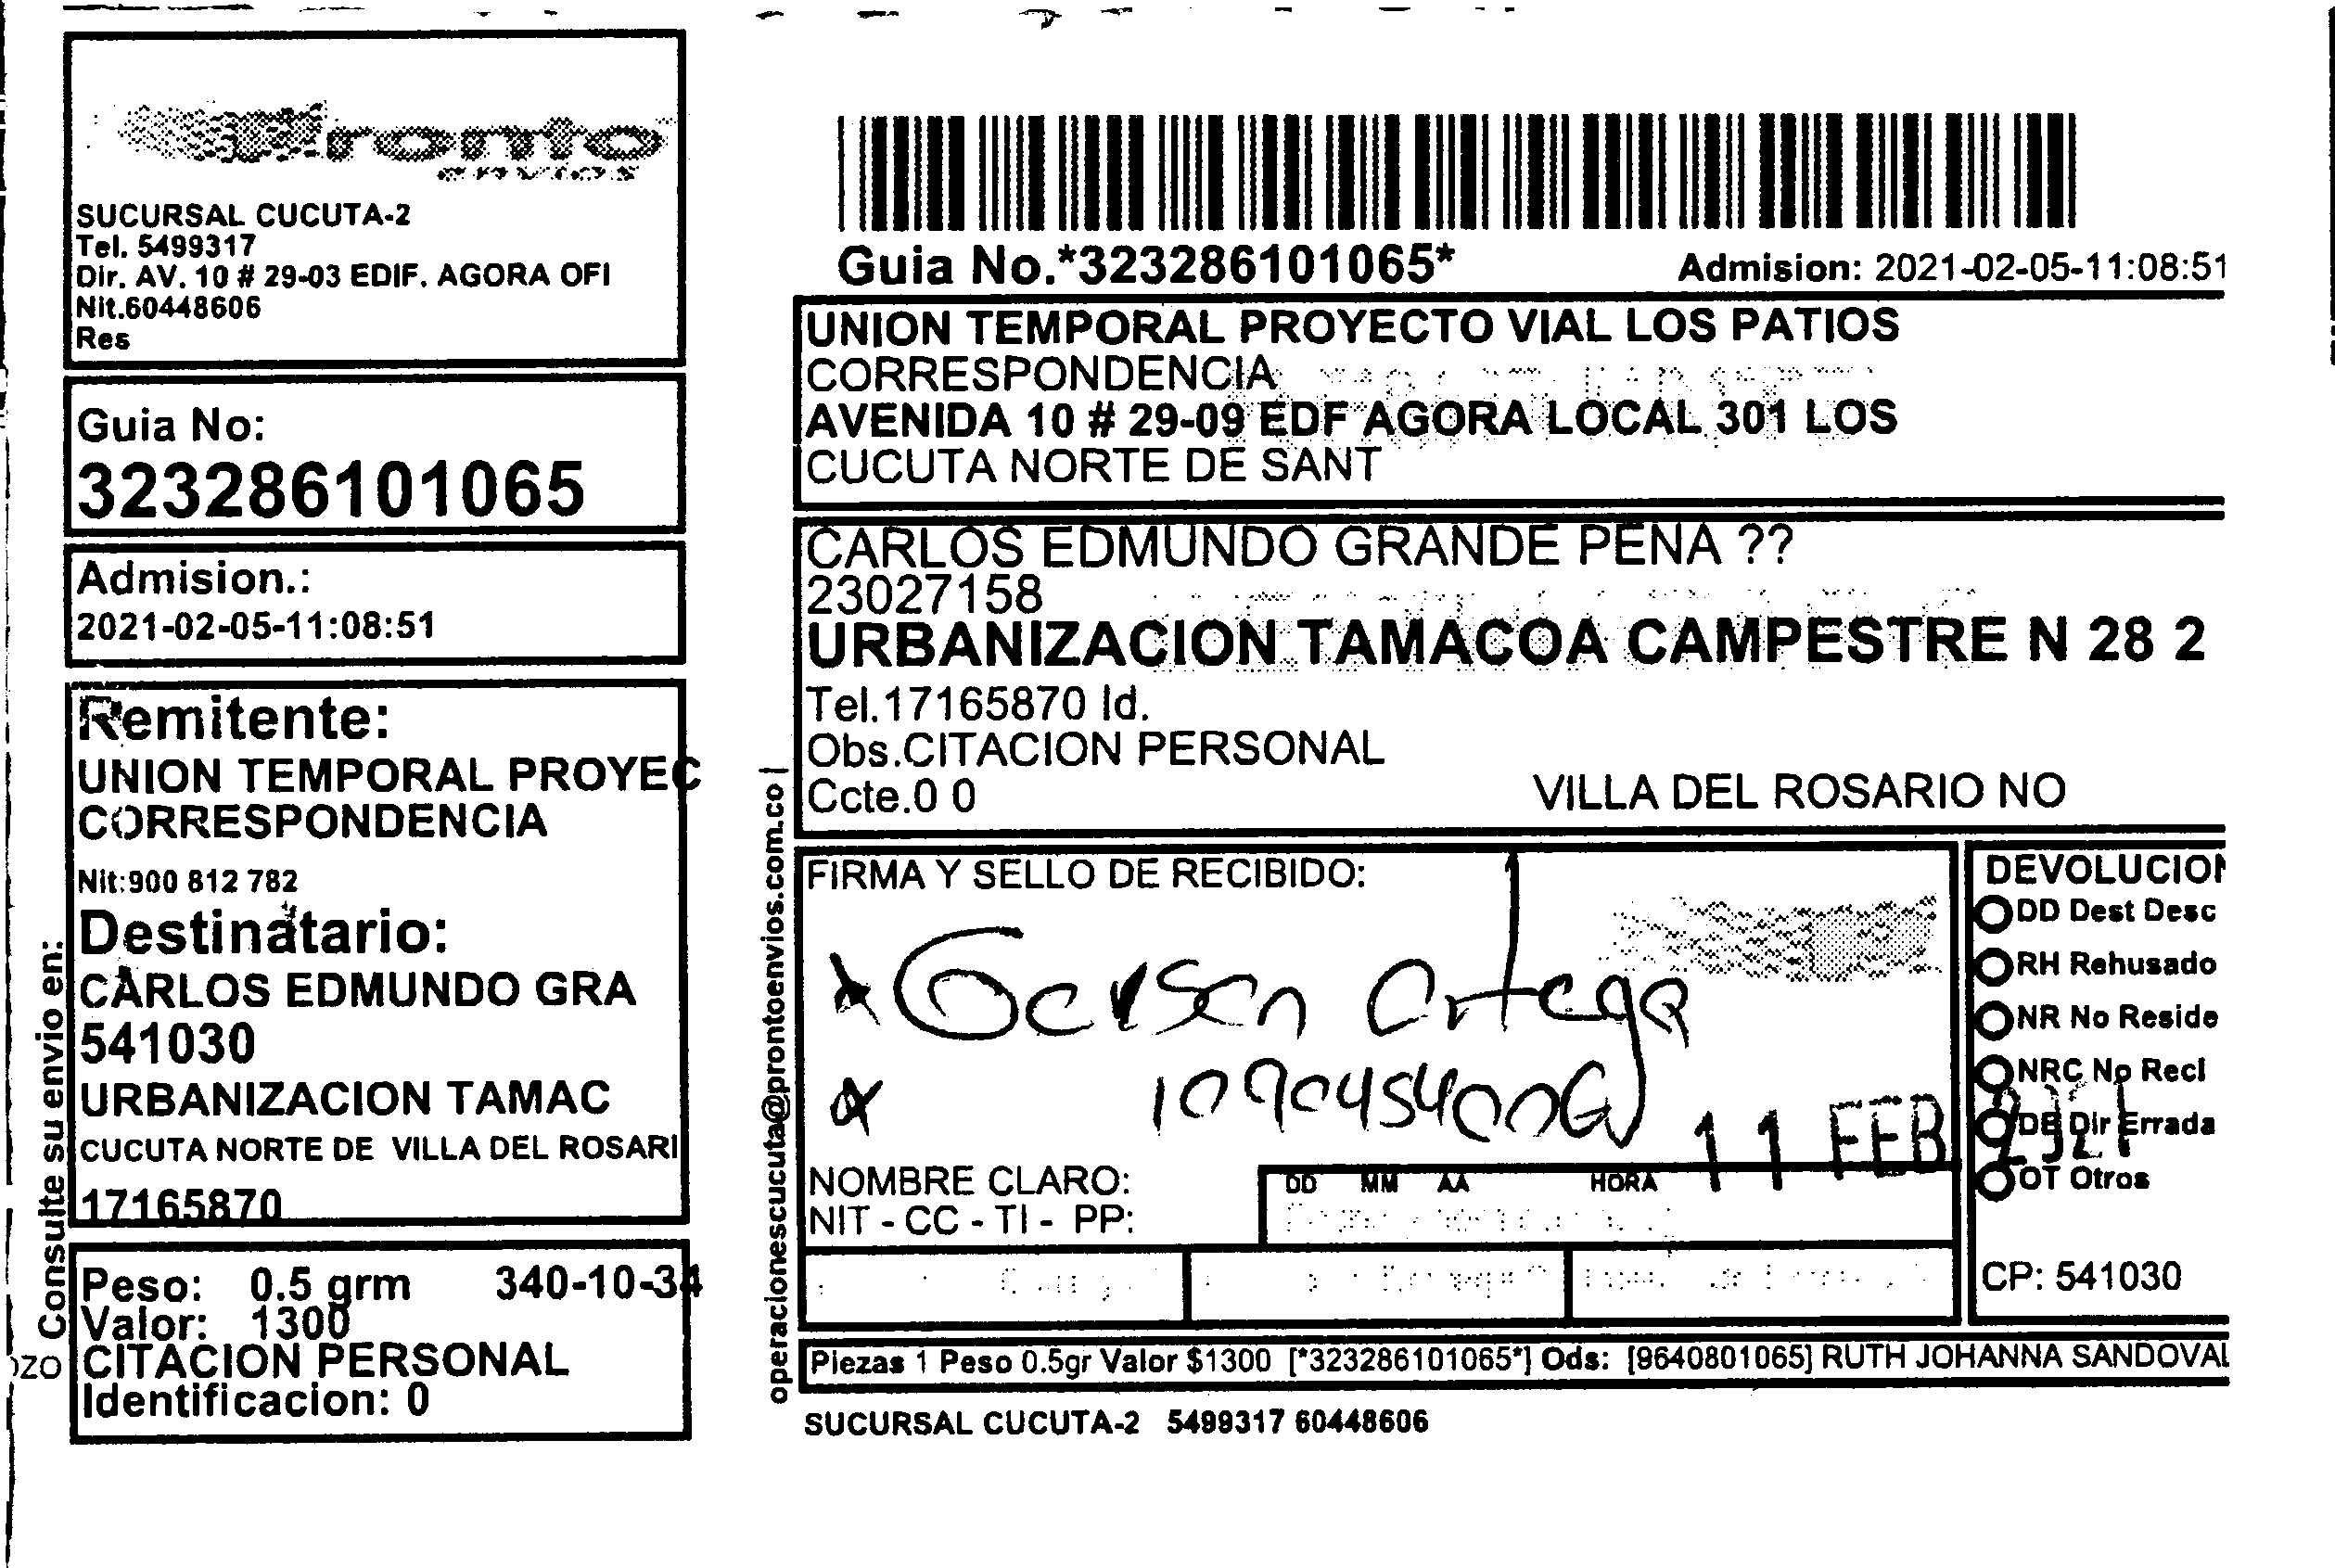 Pronto
envios
SUCURSAL CUCUTA-2
Tel. 5499317
Dir. AV. 10 # 29-03 EDIF. AGORA OFI
Nit.60448606
Res
Guia No:
323286101065
Admision.:
2021-02-05-11:08:51
Remitente:
UNION TEMPORAL PROYEC
CORRESPONDENCIA
Nit:900 812 782
Destinatario:
CARLOS EDMUNDO GRA
541030
URBANIZACION TAMAC
CUCUTA NORTE DE VILLA DEL ROSARI
17165870
Peso: 0.5 grm 340-10-34
Valor: 1300
CITACION PERSONAL
Identificacion: 0
Consulte su envio en:
OZO
operacionescucuta@prontoenvios.com.co |
Guia No.*323286101065*
Admision: 2021-02-05-11:08:51
UNION TEMPORAL PROYECTO VIAL LOS PATIOS
CORRESPONDENCIA
AVENIDA 10 # 29-09 EDF AGORA LOCAL 301 LOS
CUCUTA NORTE DE SANT
CARLOS EDMUNDO GRANDE PENA ??
23027158
URBANIZACION TAMACOA CAMPESTRE N 28 2
Tel.17165870 Id.
Obs.CITACION PERSONAL
Ccte.0 0
VILLA DEL ROSARIO NO
FIRMA Y SELLO DE RECIBIDO:
x Gerson Ortega
x 1090454006
11 FEB 2021
NOMBRE CLARO:
NIT - CC - TI - PP:
DD MM AA HORA
DEVOLUCION
DD Dest Desc
RH Rehusado
NR No Reside
NRC No Recl
DE Dir Errada
OT Otros
CP: 541030
Piezas 1 Peso 0.5gr Valor $1300 [*323286101065*] Ods: [9640801065] RUTH JOHANNA SANDOVAL
SUCURSAL CUCUTA-2 5499317 60448606